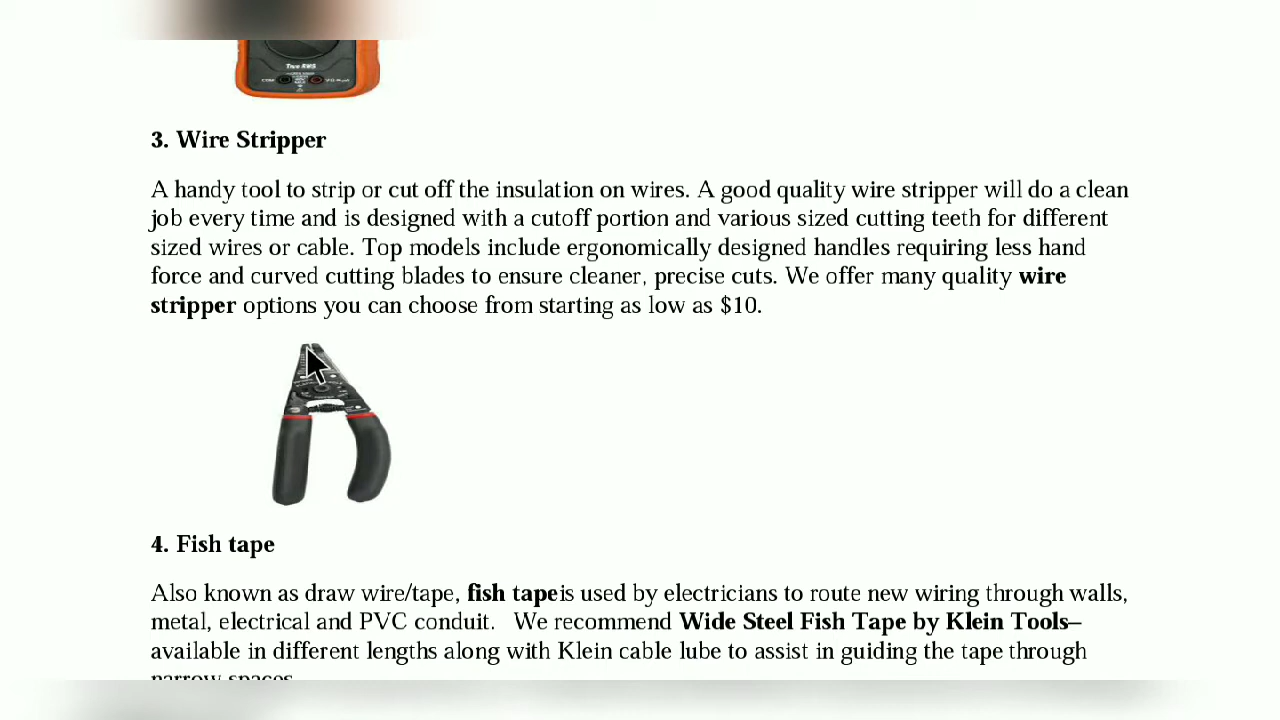 True RMS
COM
3. Wire Stripper
A handy tool to strip or cut off the insulation on wires. A good quality wire stripper will do a clean
job every time and is designed with a cutoff portion and various sized cutting teeth for different
sized wires or cable. Top models include ergonomically designed handles requiring less hand
force and curved cutting blades to ensure cleaner, precise cuts. We offer many quality wire
stripper options you can choose from starting as low as $10.
4. Fish tape
Also known as draw wire/tape, fish tapeis used by electricians to route new wiring through walls,
metal, electrical and PVC conduit. We recommend Wide Steel Fish Tape by Klein Tools–
available in different lengths along with Klein cable lube to assist in guiding the tape through
narrow spaces